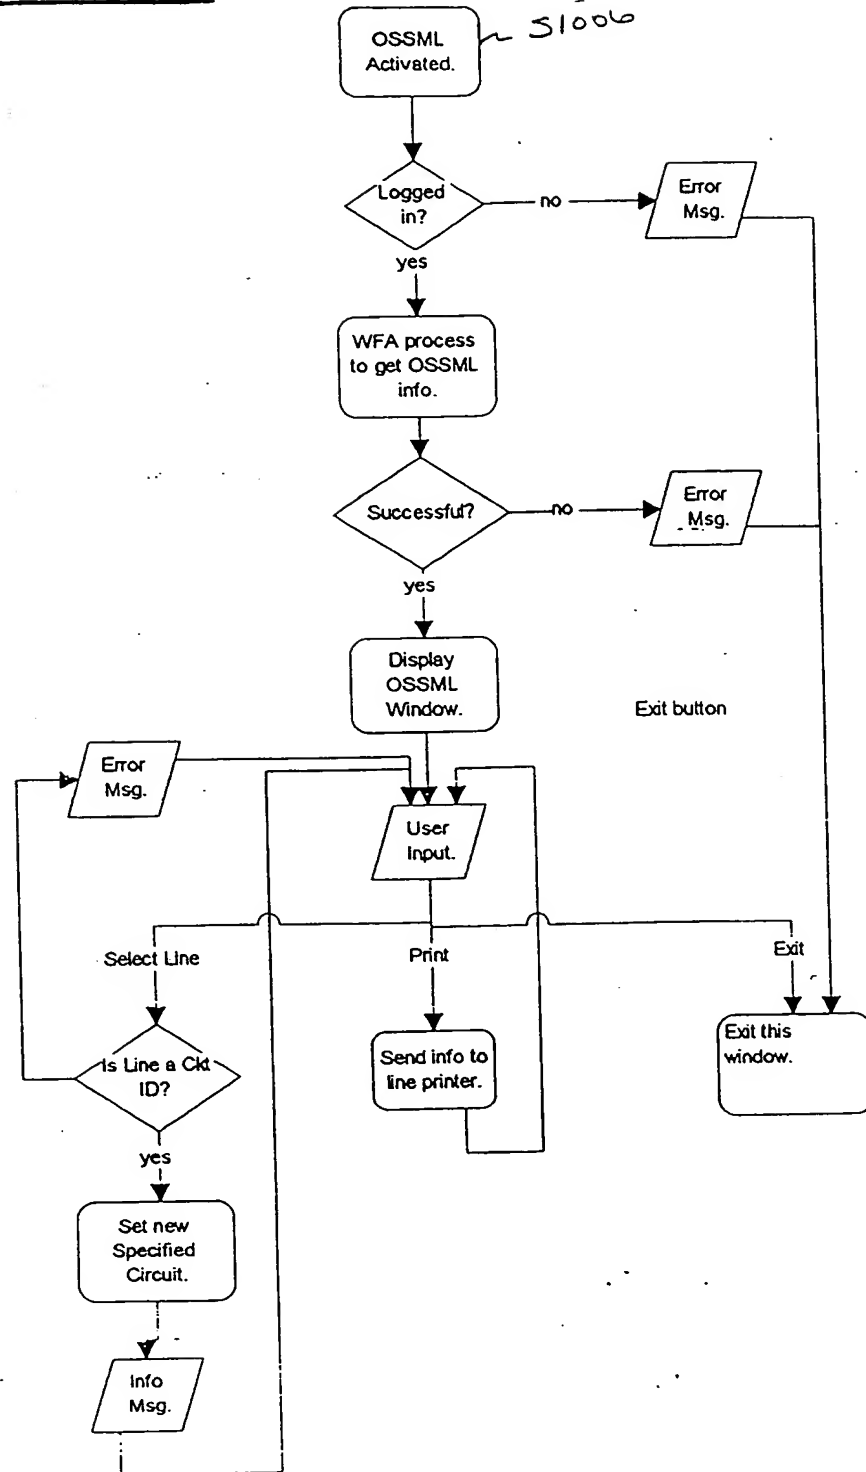 OSSML
Activated.
S1006
Logged
in?
no
Error
Msg.
yes
WFA process
to get OSSML
info.
Successful?
no
Error
Msg.
yes
Display
OSSML
Window.
Exit button
Error
Msg.
User
Input.
Select Line
Print
Exit
Is Line a Ckt
ID?
Send info to
line printer.
Exit this
window.
yes
Set new
Specified
Circuit.
Info
Msg.